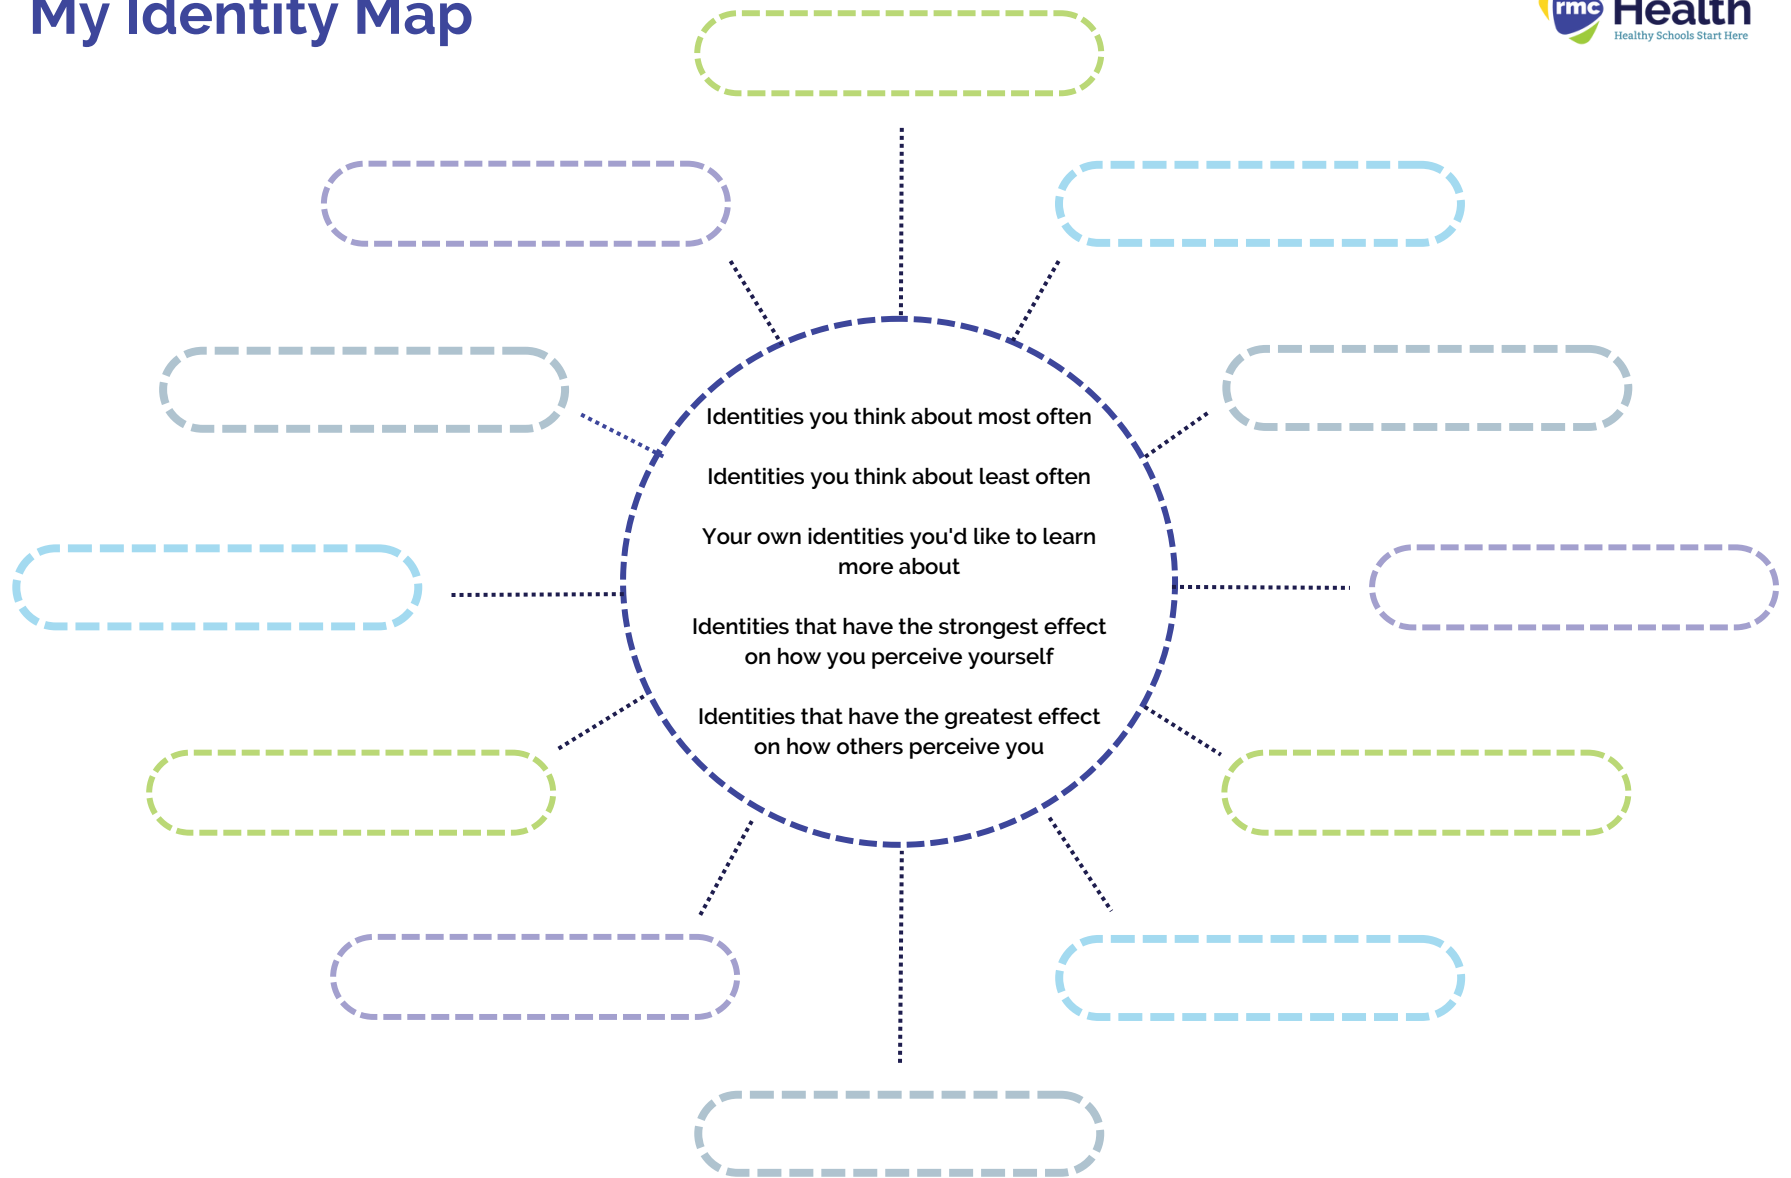 My Identity Map
rmc Health
Healthy Schools Start Here
Identities you think about most often
Identities you think about least often
Your own identities you'd like to learn
more about
Identities that have the strongest effect
on how you perceive yourself
Identities that have the greatest effect
on how others perceive you